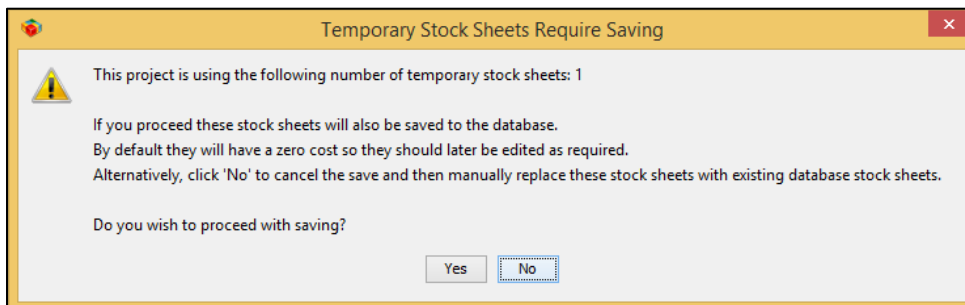 Temporary Stock Sheets Require Saving
This project is using the following number of temporary stock sheets: 1
If you proceed these stock sheets will also be saved to the database.
By default they will have a zero cost so they should later be edited as required.
Alternatively, click 'No' to cancel the save and then manually replace these stock sheets with existing database stock sheets.
Do you wish to proceed with saving?
Yes No